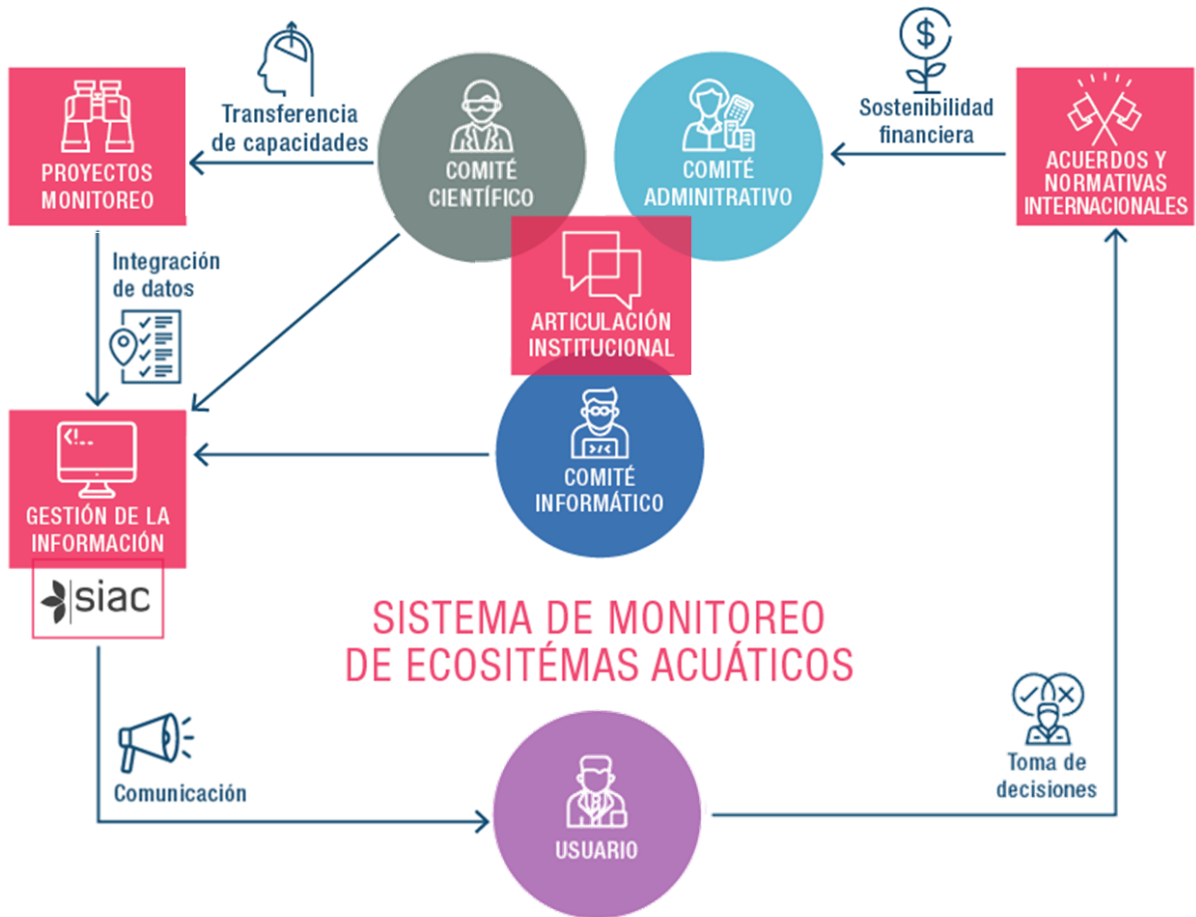 Transferencia
de capacidades
PROYECTOS
MONITOREO
COMITÉ
CIENTÍFICO
COMITÉ
ADMINITRATIVO
$
Sostenibilidad
financiera
ACUERDOS Y
NORMATIVAS
INTERNACIONALES
Integración
de datos
ARTICULACIÓN
INSTITUCIONAL
<!..
GESTIÓN DE LA
INFORMACIÓN
siac
COMITÉ
INFORMÁTICO
SISTEMA DE MONITOREO
DE ECOSITÉMAS ACUÁTICOS
Comunicación
USUARIO
Toma de
decisiones